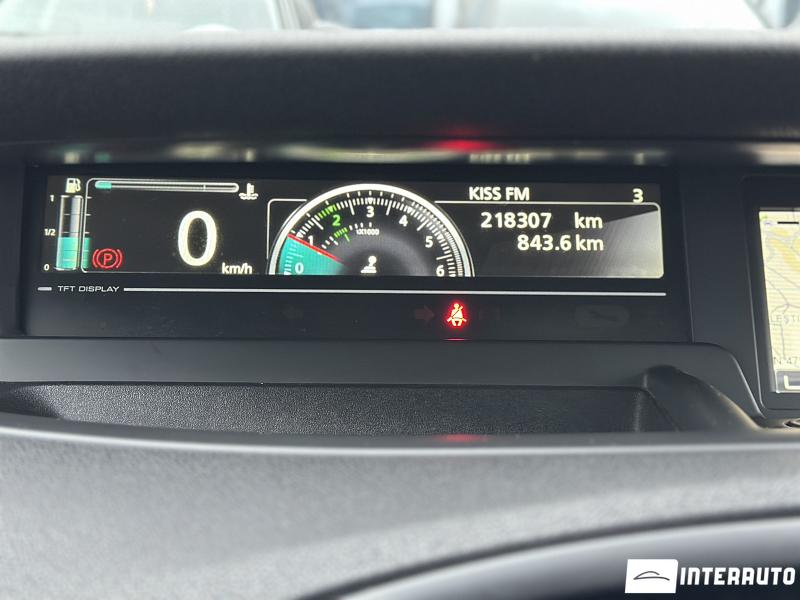 KISS FM 3
1
1/2
0
km/h
P
0
1
2
3
4
5
6
X1000
218307 km
843.6 km
TFT DISPLAY
INTERAUTO